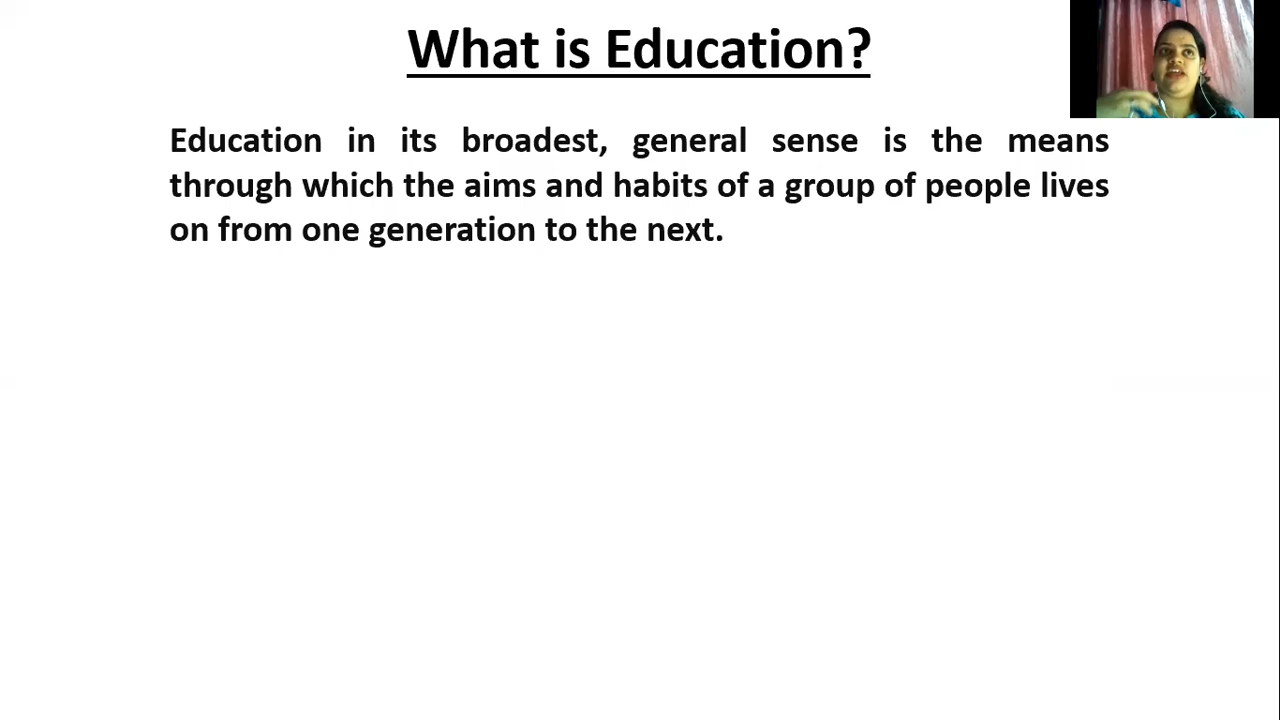 What is Education?
Education in its broadest, general sense is the means
through which the aims and habits of a group of people lives
on from one generation to the next.